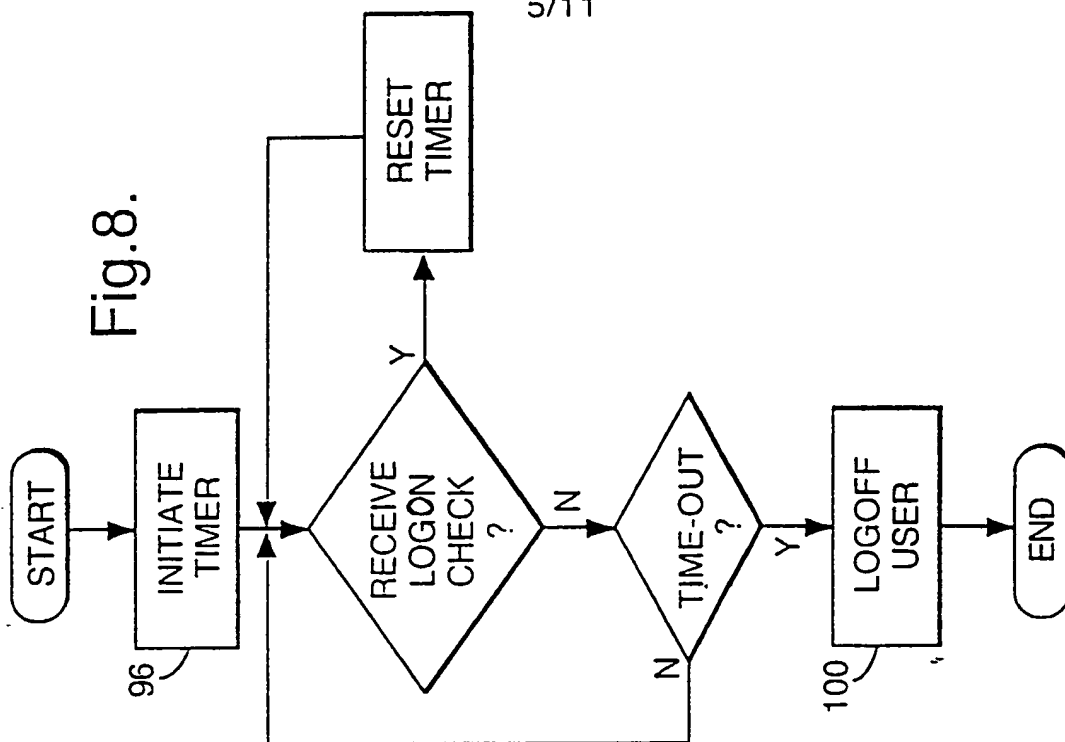 5/11
Fig.8.
START
INITIATE
TIMER
96
RECEIVE
LOGON
CHECK
?
Y
RESET
TIMER
N
TIME-OUT
?
N
Y
LOGOFF
USER
100
END